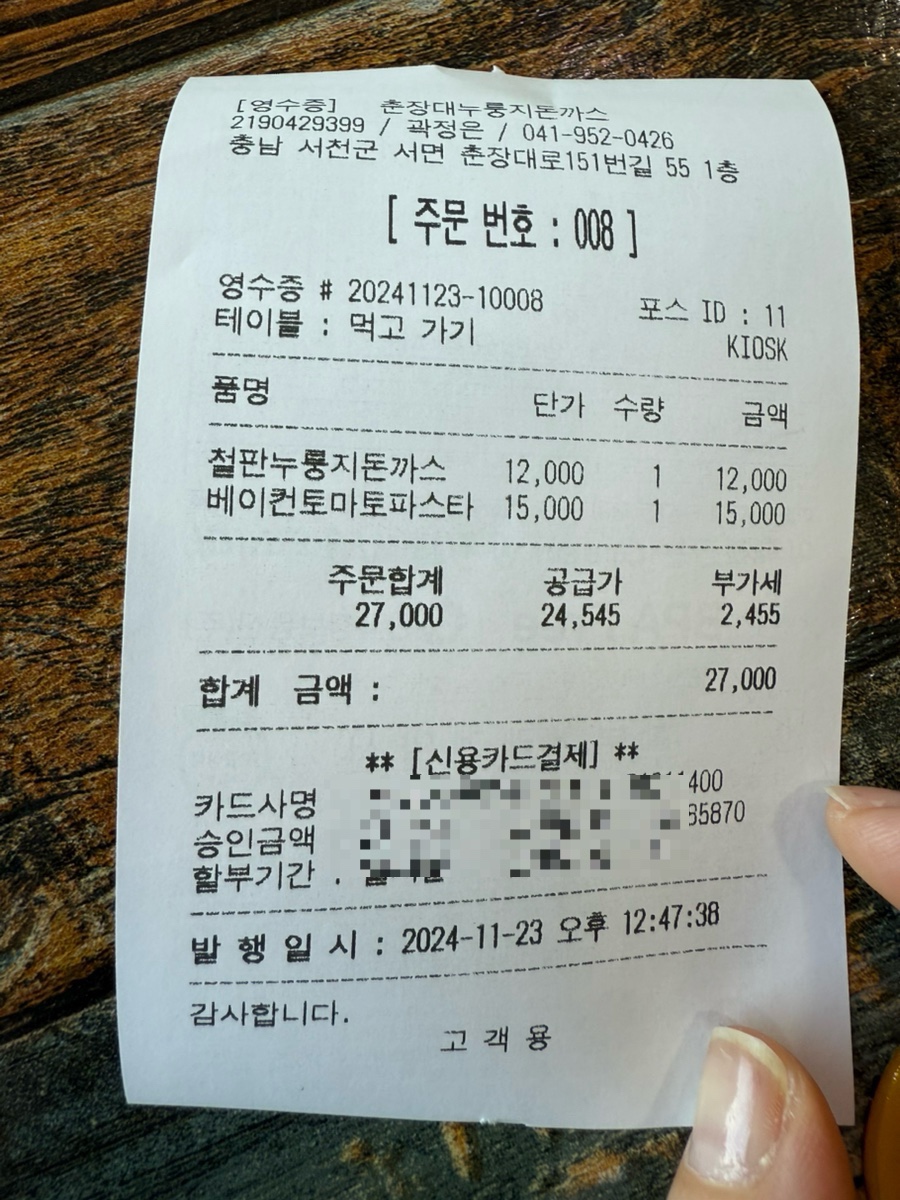 [영수증] 춘장대누룽지돈까스
2190429399 / 곽정은 / 041-952-0426
충남 서천군 서면 춘장대로151번길 55 1층
[ 주문 번호 : 008 ]
영수증 # 20241123-10008 포스 ID : 11
테이블 : 먹고 가기 KIOSK
품명 단가 수량 금액
철판누룽지돈까스 12,000 1 12,000
베이컨토마토파스타 15,000 1 15,000
주문합계 공급가 부가세
27,000 24,545 2,455
합계 금액 : 27,000
** [신용카드결제] **
카드사명 400
승인금액 5870
할부기간
발 행 일 시 : 2024-11-23 오후 12:47:38
감사합니다.
고 객 용